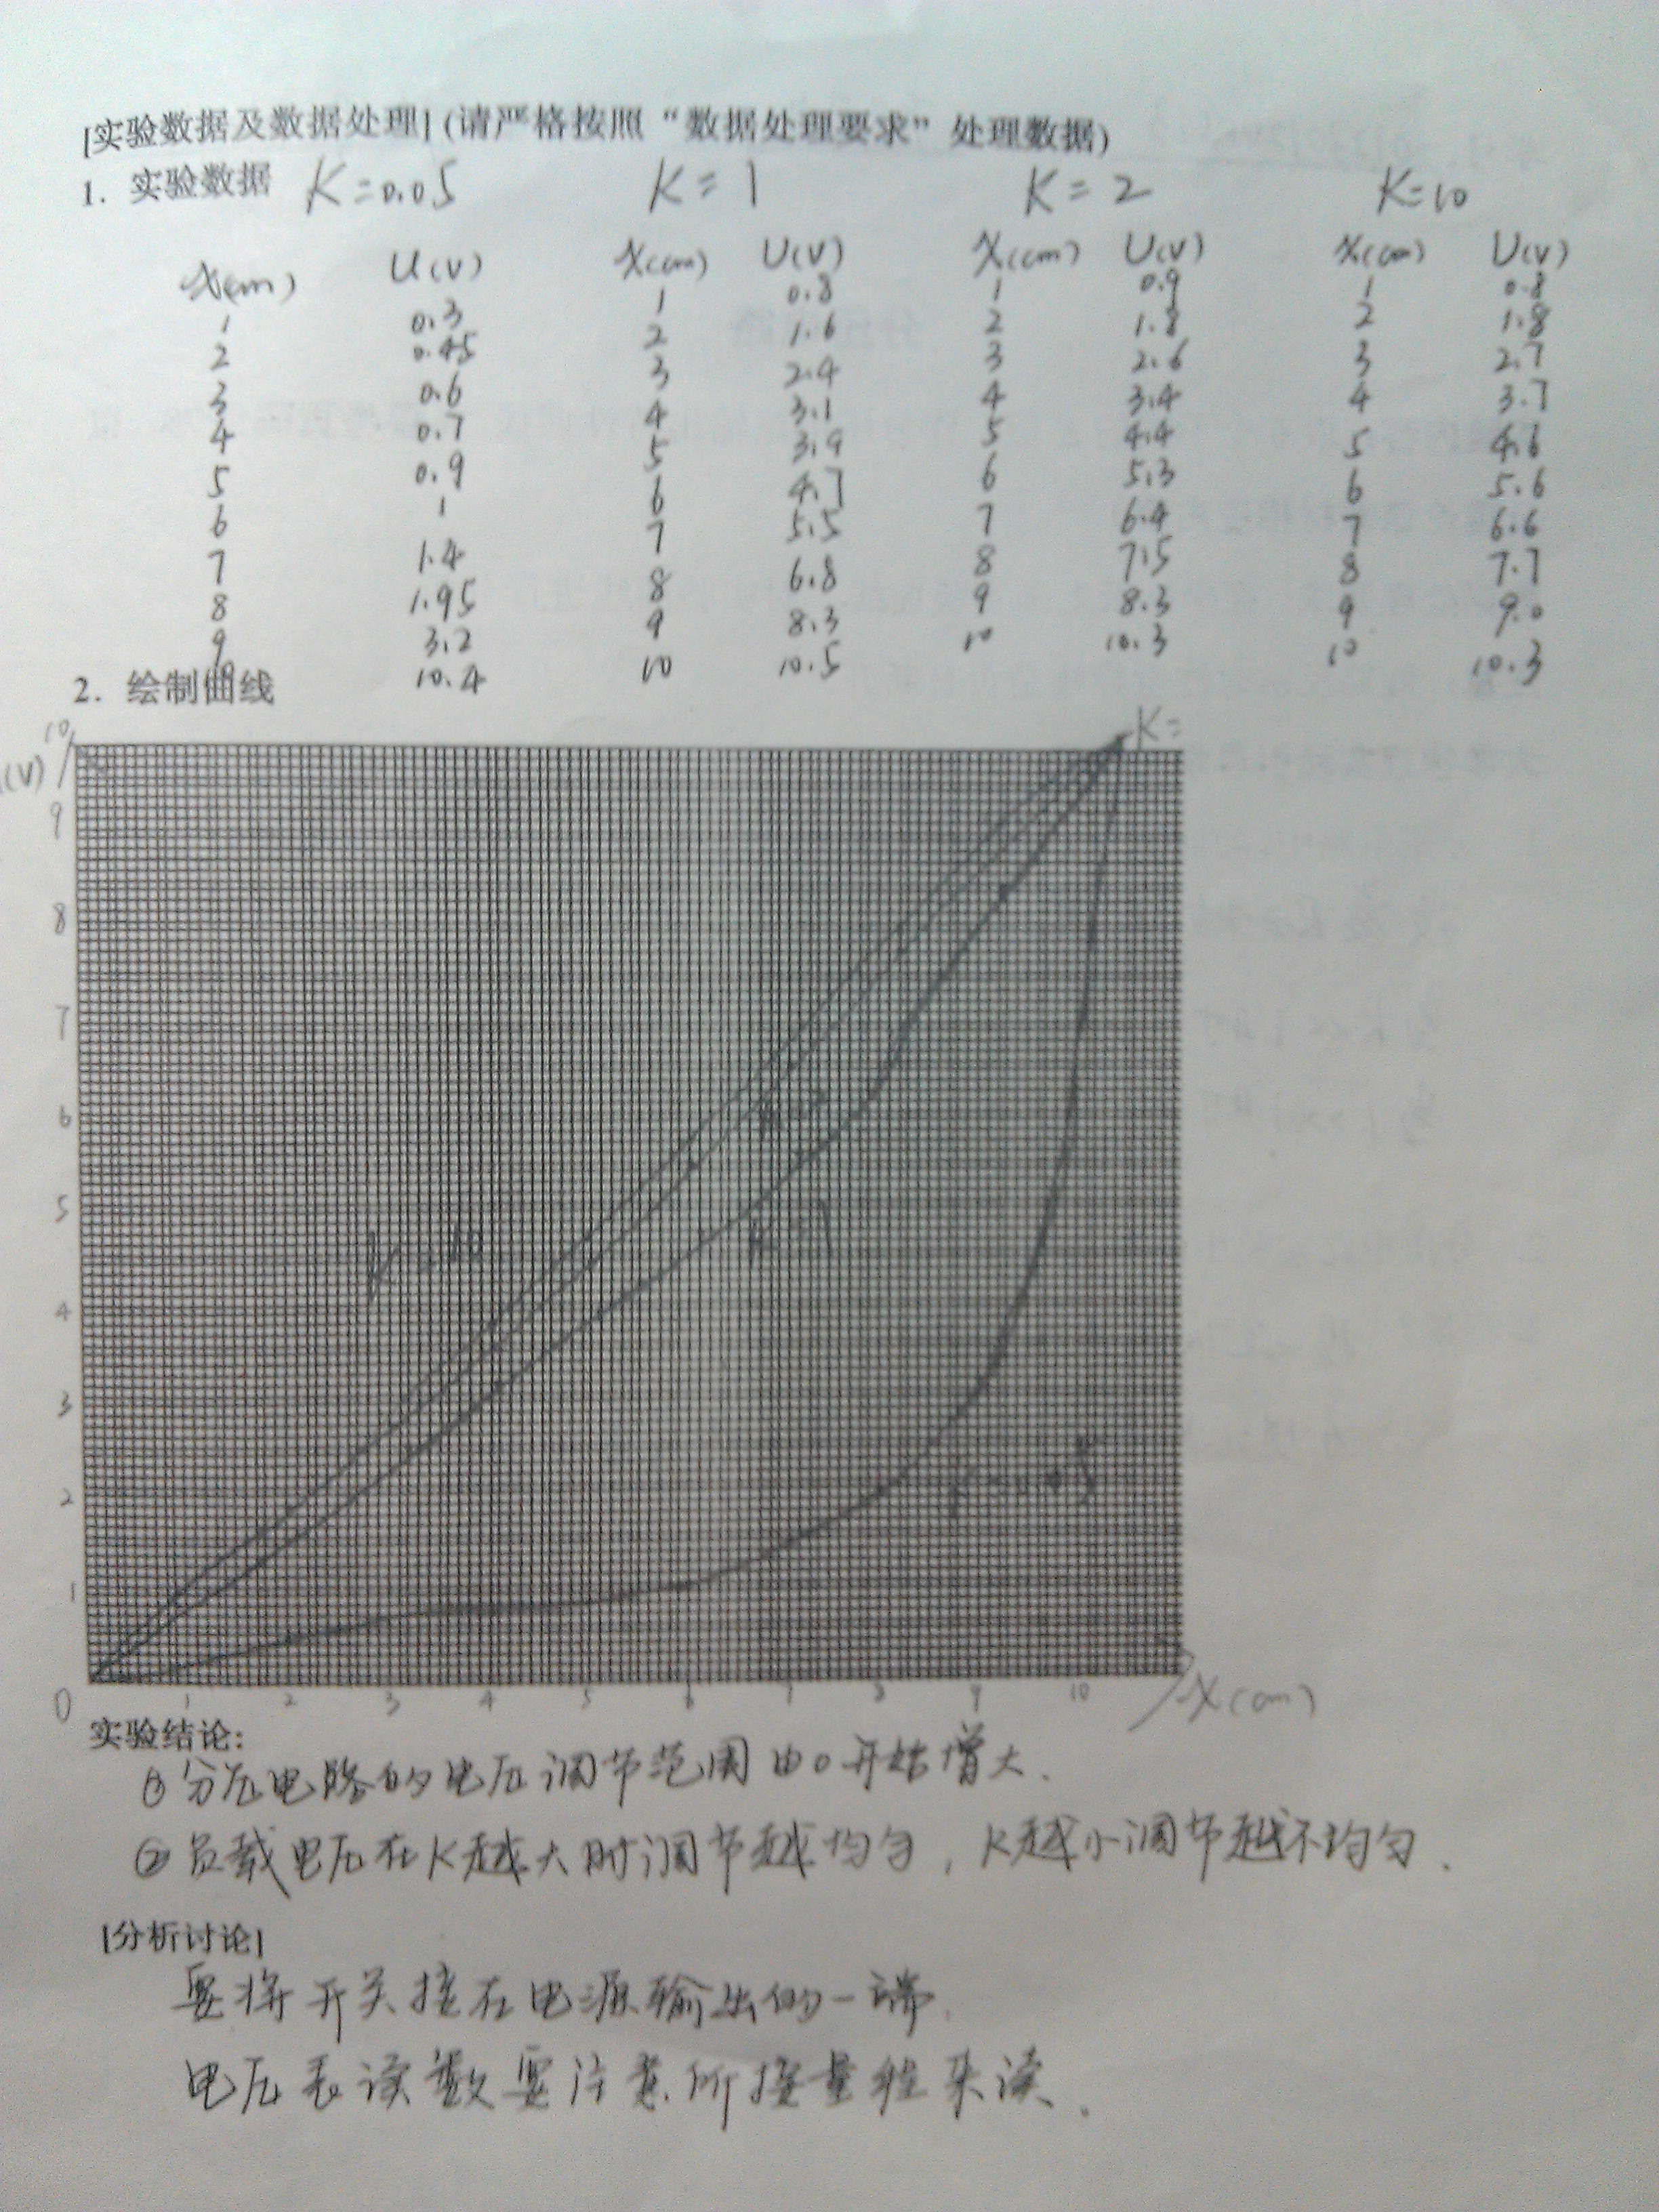 [实验数据及数据处理] (请严格按照“数据处理要求”处理数据)
1. 实验数据 K=0.05 K=1 K=2 K=10
x(cm) U(V) x(cm) U(V) x(cm) U(V) x(cm) U(V)
1 0.3 1 0.8 1 0.9 1 0.8
2 0.45 2 1.6 2 1.8 2 1.8
3 0.6 3 2.4 3 2.6 3 2.7
4 0.7 4 3.1 4 3.4 4 3.7
5 0.9 5 3.9 5 4.4 5 4.6
6 1 6 4.7 6 5.3 6 5.6
7 1.4 7 5.5 7 6.4 7 6.6
8 1.95 8 6.8 8 7.5 8 7.7
9 3.2 9 8.3 9 8.3 9 9.0
10 10.4 10 10.5 10 10.3 10 10.3
2. 绘制曲线
10 K=
(V)
9
8
7
6
5
K=1
K=10
4
3
2
K=0.05
1
0 1 2 3 4 5 6 7 8 9 10 x(cm)
实验结论:
① 分压电路的电压调节范围由0开始增大.
② 负载电压在K越大时调节越均匀, K越小调节越不均匀.
[分析讨论]
要将开关接在电源输出的一端.
电压表读数要注意所接量程来读.